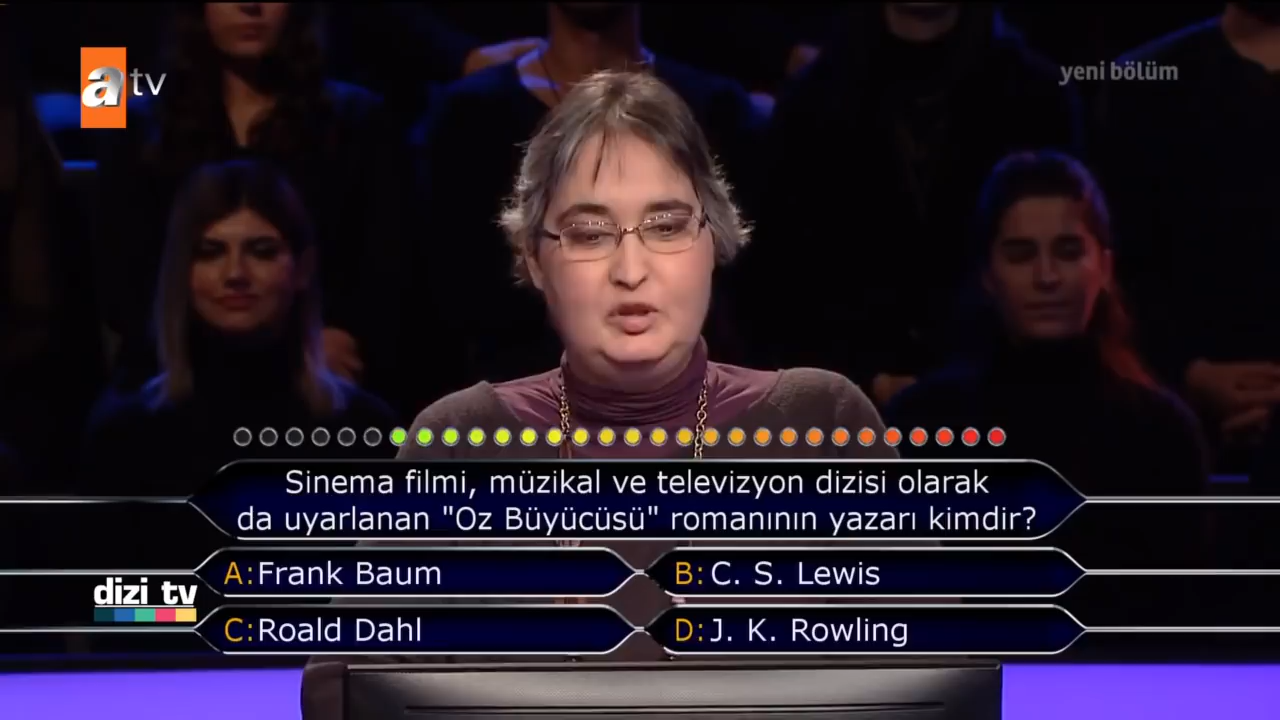 a tv
yeni bölüm
Sinema filmi, müzikal ve televizyon dizisi olarak
da uyarlanan "Oz Büyücüsü" romanının yazarı kimdir?
A: Frank Baum
B: C. S. Lewis
C: Roald Dahl
D: J. K. Rowling
dizi tv